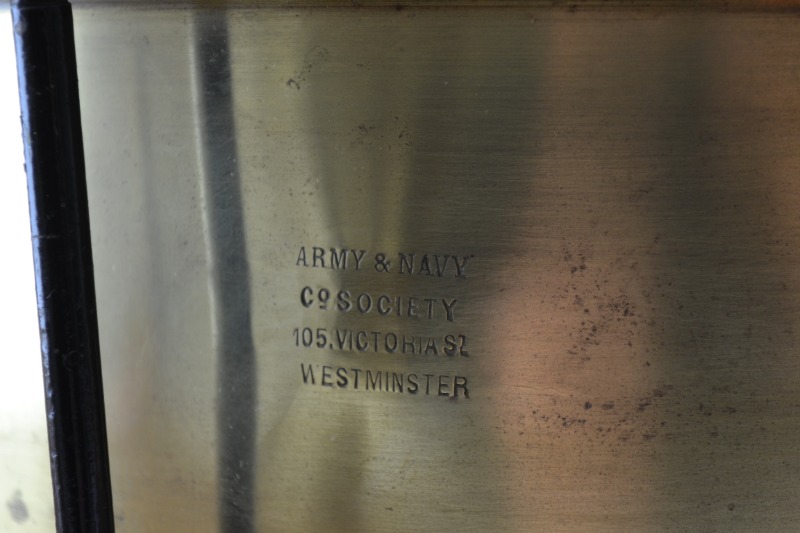 ARMY & NAVY
Cº SOCIETY
105. VICTORIA ST
WESTMINSTER